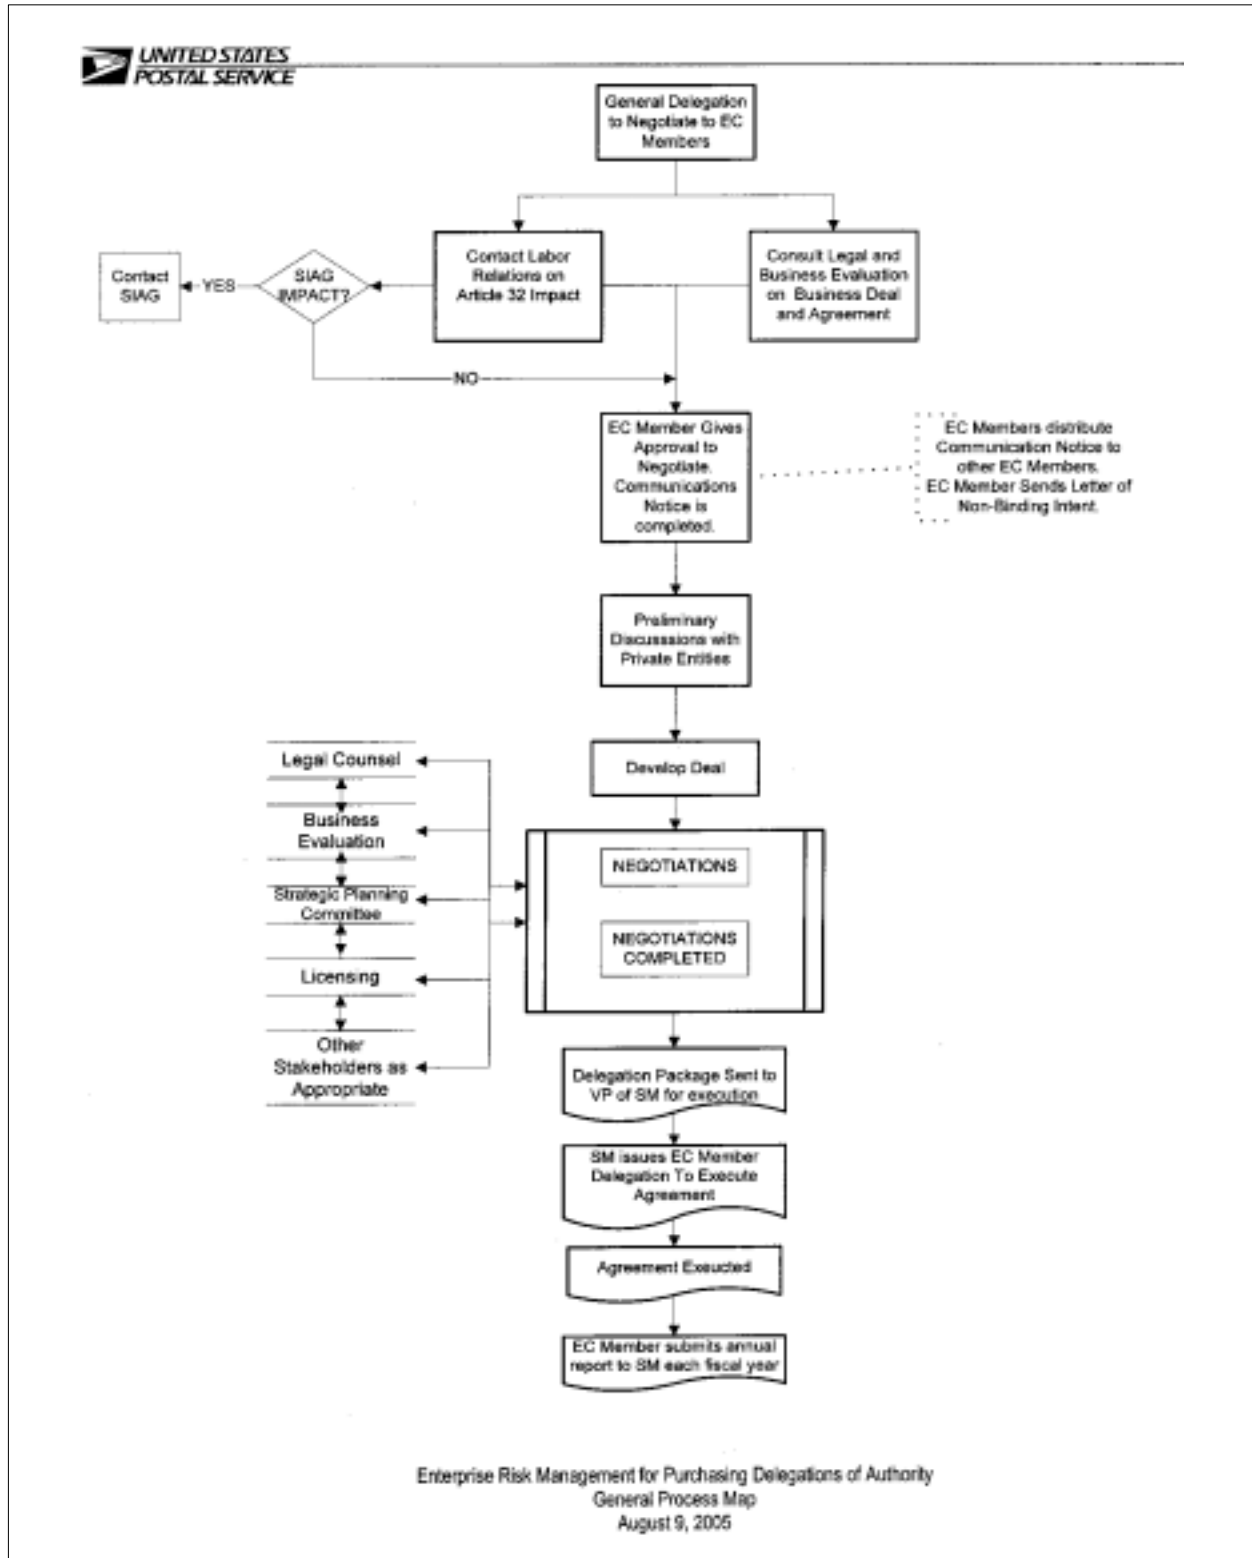 UNITED STATES
POSTAL SERVICE
General Delegation
to Negotiate to EC
Members
Contact
SIAG
YES
SIAG
IMPACT?
Contact Labor
Relations on
Article 32 Impact
Consult Legal and
Business Evaluation
on Business Deal
and Agreement
NO
EC Member Gives
Approval to
Negotiate.
Communications
Notice is
completed.
EC Members distribute
Communication Notice to
other EC Members.
EC Member Sends Letter of
Non-Binding Intent.
Preliminary
Discusssions with
Private Entities
Develop Deal
Legal Counsel
Business
Evaluation
Strategic Planning
Committee
Licensing
Other
Stakeholders as
Appropriate
NEGOTIATIONS
NEGOTIATIONS
COMPLETED
Delegation Package Sent to
VP of SM for execution
SM issues EC Member
Delegation To Execute
Agreement
Agreement Exeucted
EC Member submits annual
report to SM each fiscal year
Enterprise Risk Management for Purchasing Delegations of Authority
General Process Map
August 9, 2005